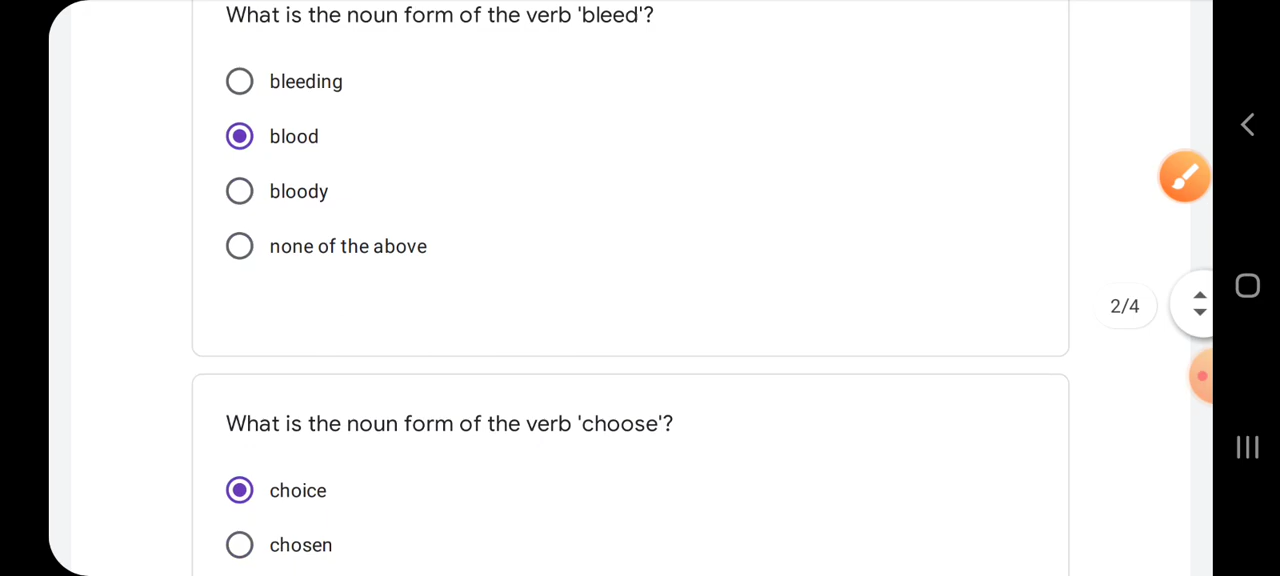 What is the noun form of the verb 'bleed'?
bleeding
blood
bloody
none of the above
2/4
What is the noun form of the verb 'choose'?
choice
chosen